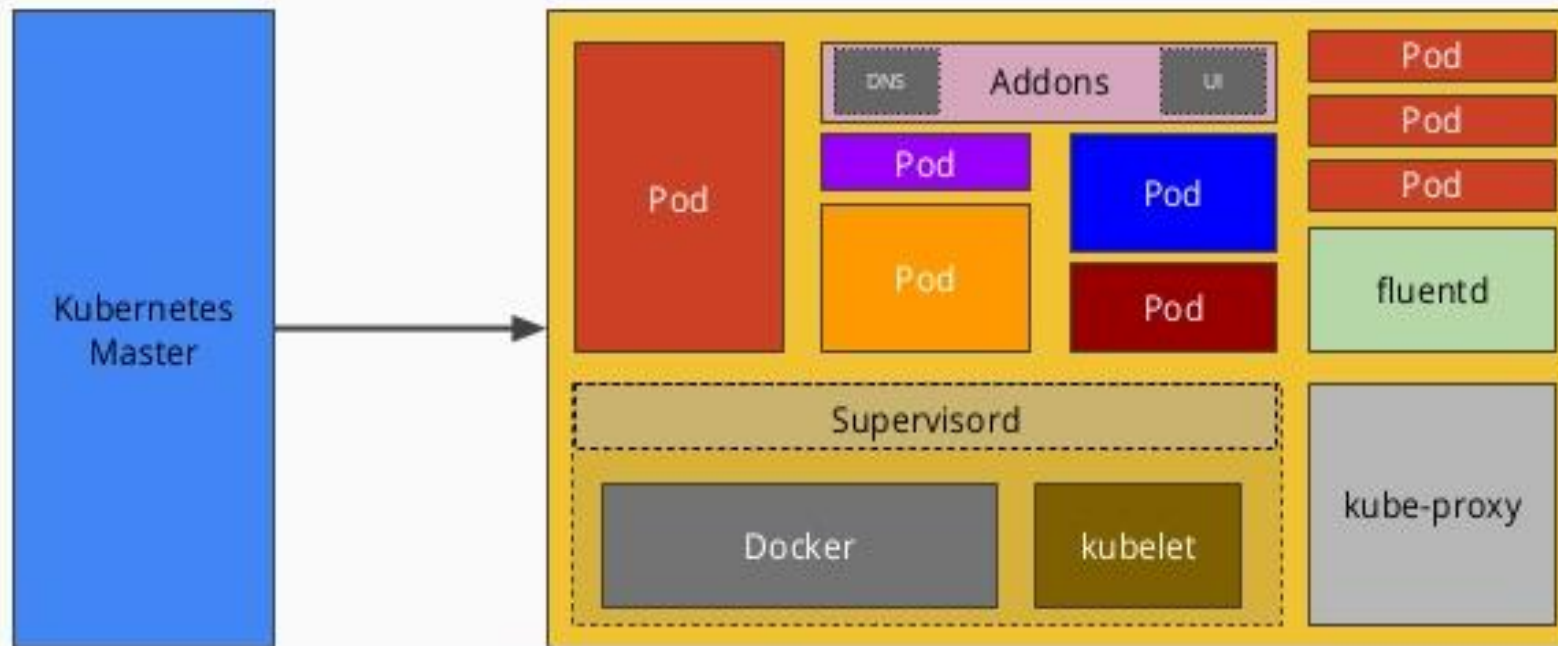 Kubernetes
Master
Pod
DNS
Addons
UI
Pod
Pod
Pod
Pod
Pod
Pod
Pod
fluentd
Supervisord
Docker
kubelet
kube-proxy